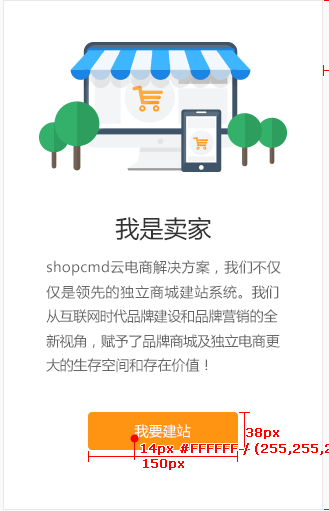 我是卖家
shopcmd云电商解决方案，我们不仅
仅是领先的独立商城建站系统。我们
从互联网时代品牌建设和品牌营销的全
新视角，赋予了品牌商城及独立电商更
大的生存空间和存在价值！
我要建站
38px
14px #FFFFFF / (255,255,2
150px